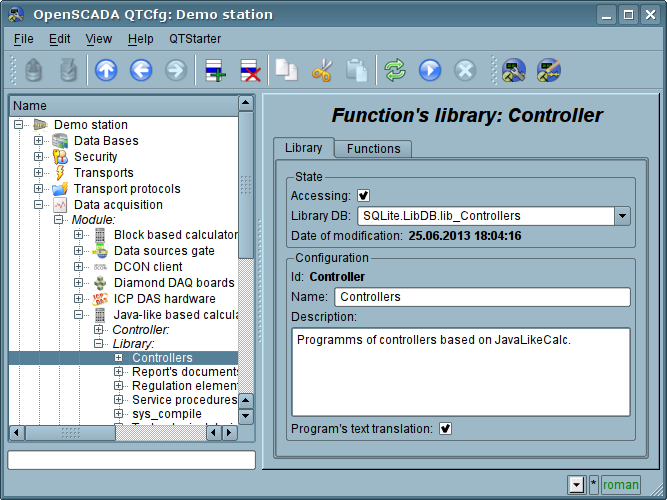 OpenSCADA QTCfg: Demo station
File Edit View Help QTStarter
Name
Demo station
Data Bases
Security
Transports
Transport protocols
Data acquisition
Module:
Block based calculator
Data sources gate
DCON client
Diamond DAQ boards
ICP DAS hardware
Java-like based calcula
Controller:
Library:
Controllers
Report's documents
Regulation element
Service procedures
sys_compile
Function's library: Controller
Library Functions
State
Accessing:
Library DB: SQLite.LibDB.lib_Controllers
Date of modification: 25.06.2013 18:04:16
Configuration
Id: Controller
Name: Controllers
Description:
Programms of controllers based on JavaLikeCalc.
Program's text translation:
* roman